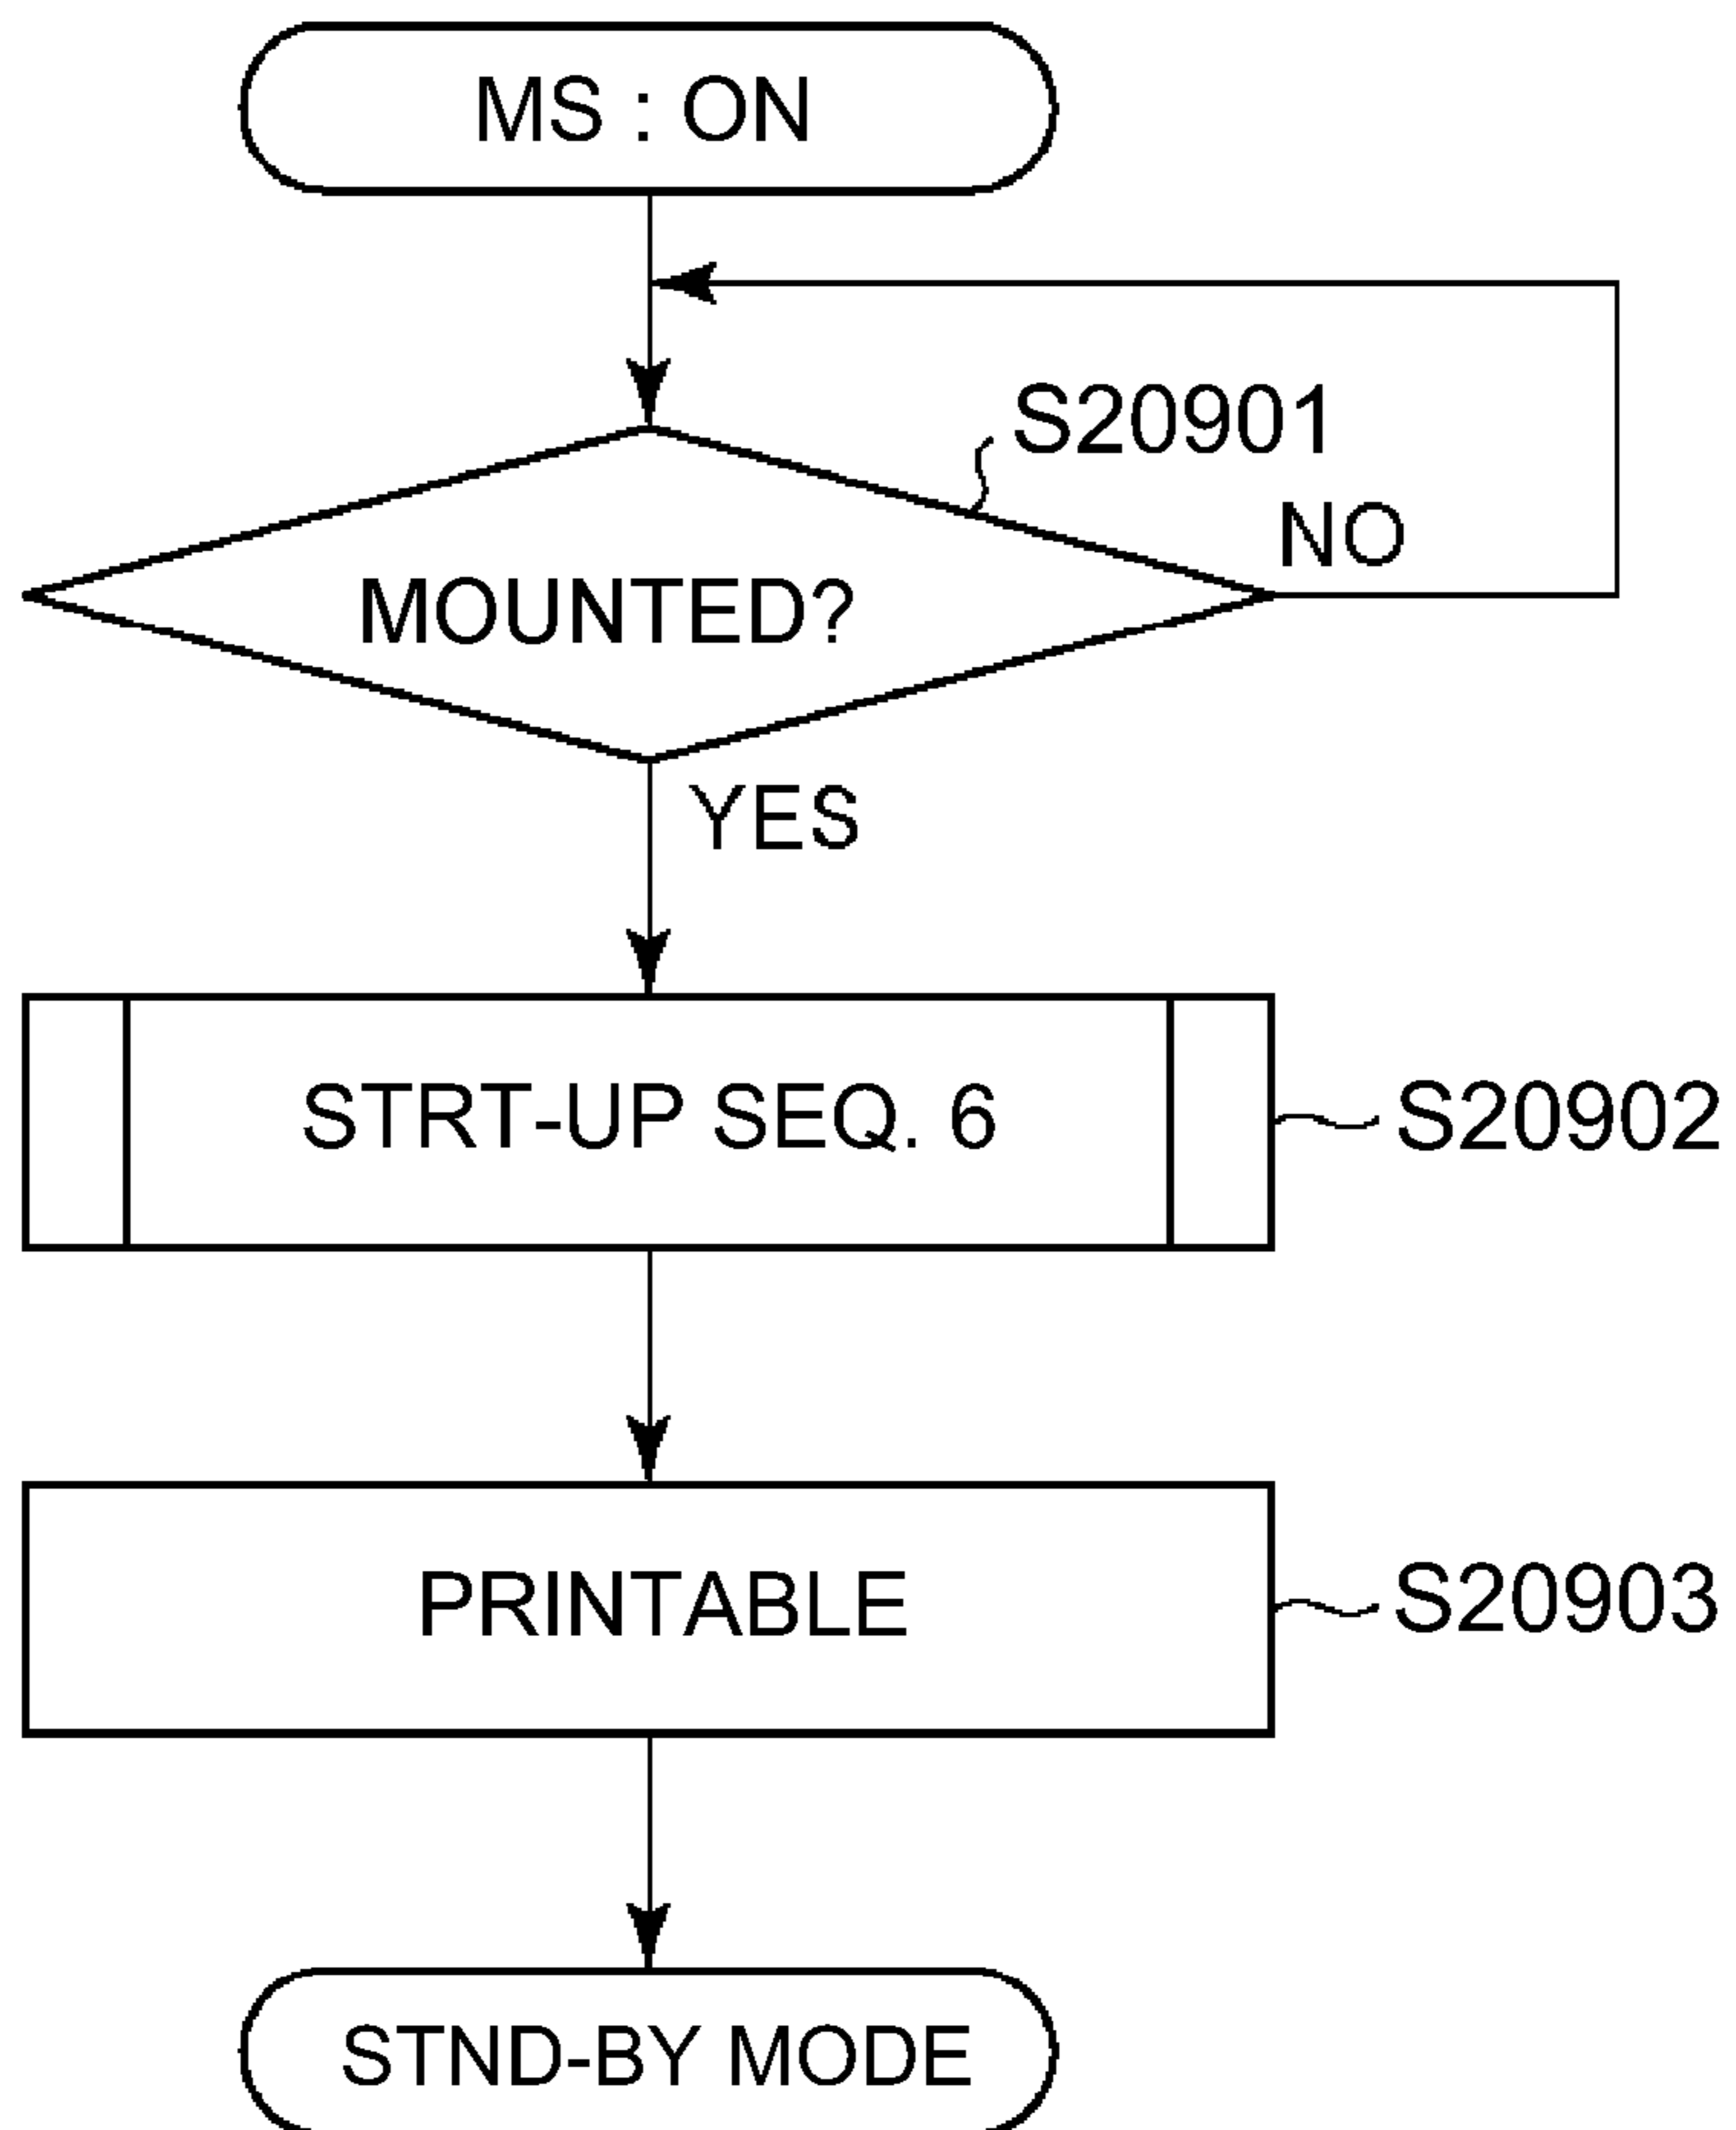 MS : ON
S20901
NO
MOUNTED?
YES
STRT-UP SEQ. 6
S20902
PRINTABLE
S20903
STND-BY MODE